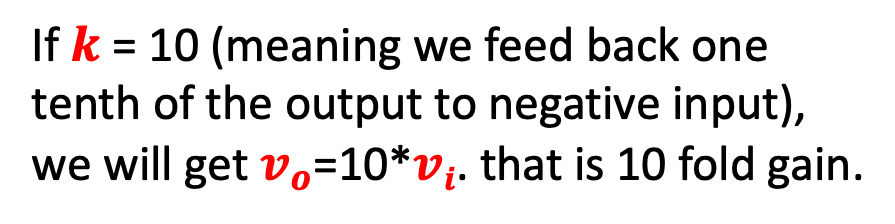 If k = 10 (meaning we feed back one
tenth of the output to negative input),
we will get vₒ=10*vᵢ. that is 10 fold gain.